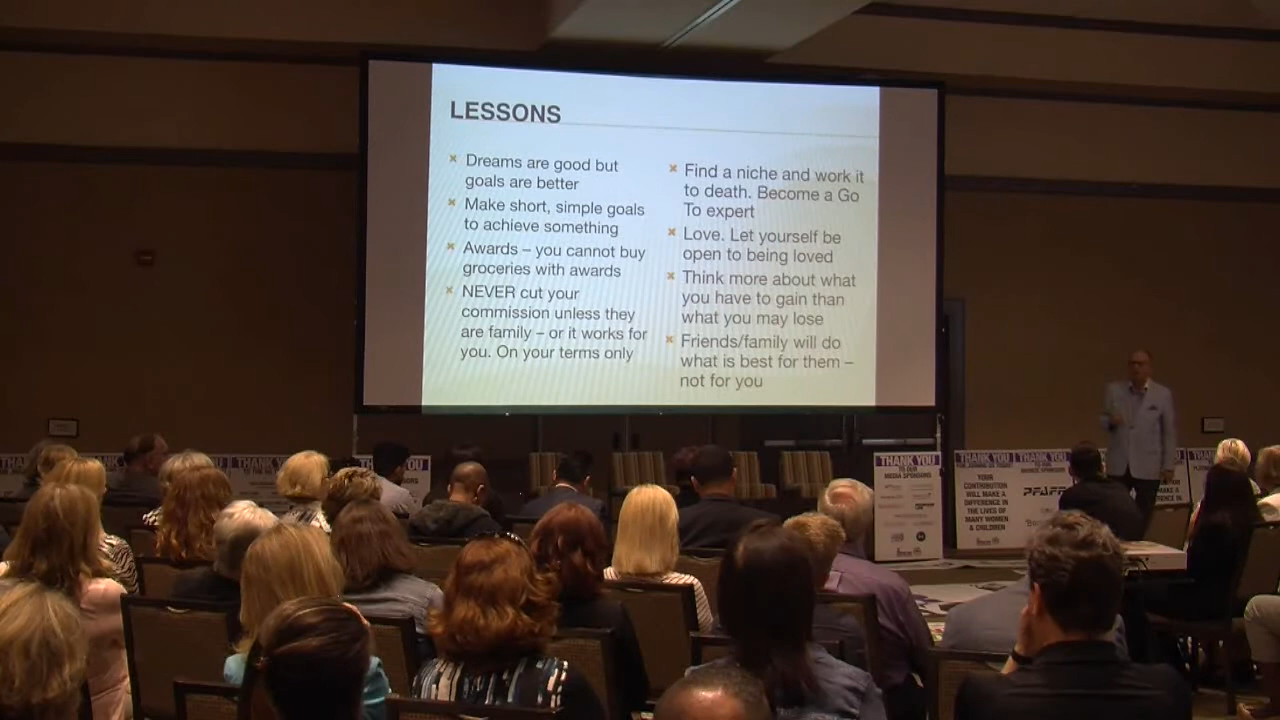 LESSONS
Dreams are good but
goals are better
Make short, simple goals
to achieve something
Awards – you cannot buy
groceries with awards
NEVER cut your
commission unless they
are family – or it works for
you. On your terms only
Find a niche and work it
to death. Become a Go
To expert
Love. Let yourself be
open to being loved
Think more about what
you have to gain than
what you may lose
Friends/family will do
what is best for them –
not for you
THANK YOU
TO OUR
MEDIA SPONSORS
THANK YOU
YOUR
CONTRIBUTION
WILL MAKE A
DIFFERENCE IN
THE LIVES OF
MANY WOMEN
& CHILDREN
THANK YOU
PFAFF